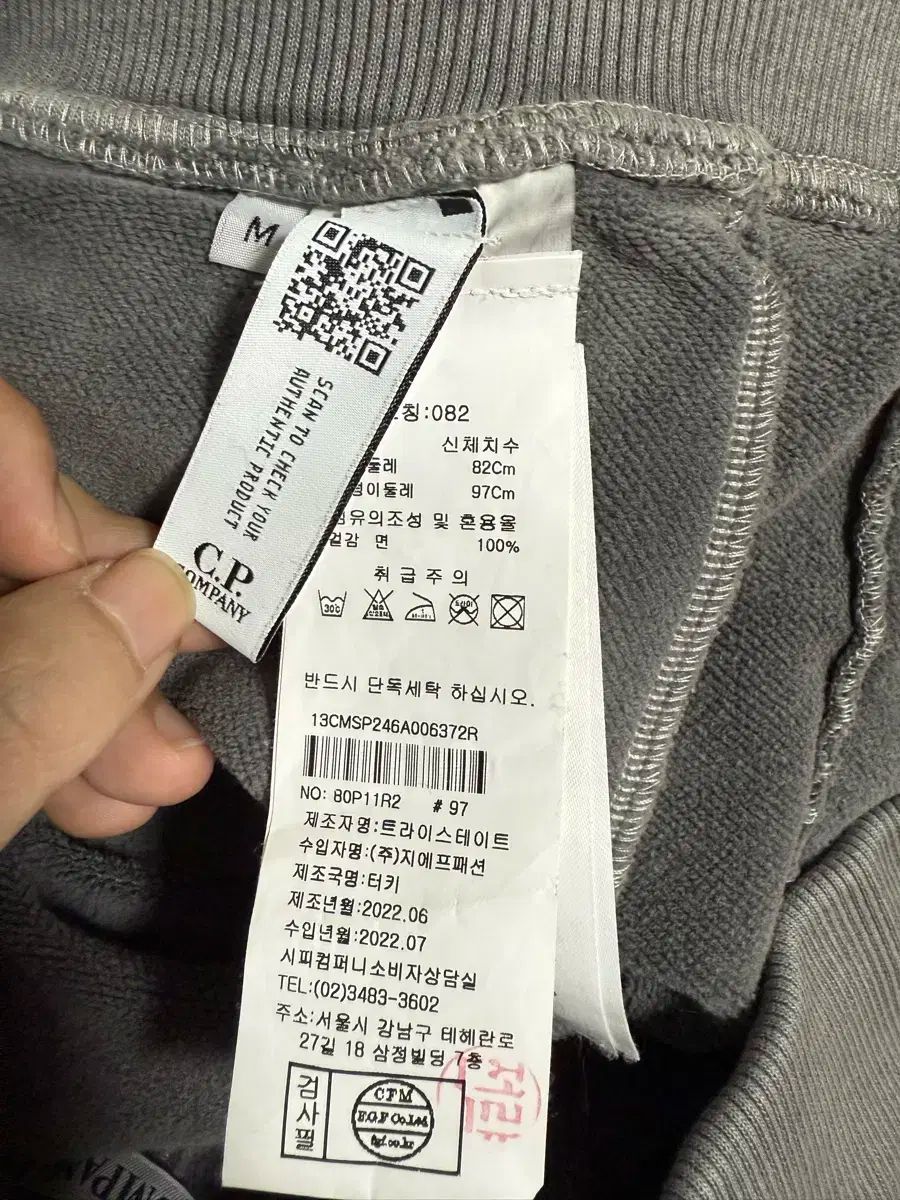 M
SCAN TO CHECK YOUR
AUTHENTIC PRODUCT
C.P.
COMPANY
칭:082
신체치수
둘레 82Cm
덩이둘레 97Cm
섬유의조성 및 혼용율
겉감 면 100%
취급주의
30℃
반드시 단독세탁 하십시오.
13CMSP246A006372R
NO: 80P11R2 # 97
제조자명:트라이스테이트
수입자명:(주)지에프패션
제조국명:터키
제조년월:2022.06
수입년월:2022.07
시피컴퍼니소비자상담실
TEL:(02)3483-3602
주소:서울시 강남구 테헤란로
27길 18 삼정빌딩 7층
검사필
CFM